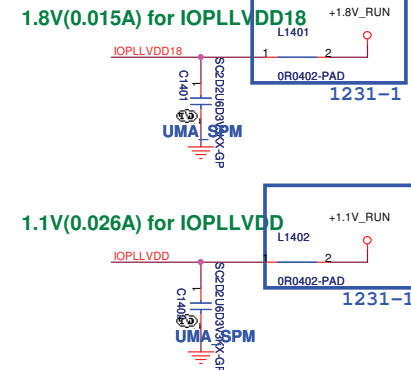 1.8V(0.015A) for IOPLLVDD18
+1.8V_RUN
L1401
IOPLLVDD18
1
2
0R0402-PAD
1231-1
C1401
1
SC2D2U6D3V3KX-GP
UMA_SPM
1.1V(0.026A) for IOPLLVDD
+1.1V_RUN
L1402
IOPLLVDD
1
2
0R0402-PAD
1231-1
1
SC2D2U6D3V3KX-GP
UMA_SPM